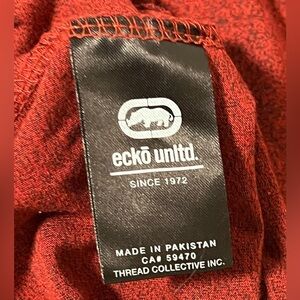 eckō unltd.
SINCE 1972
MADE IN PAKISTAN
CA# 59470
THREAD COLLECTIVE INC.